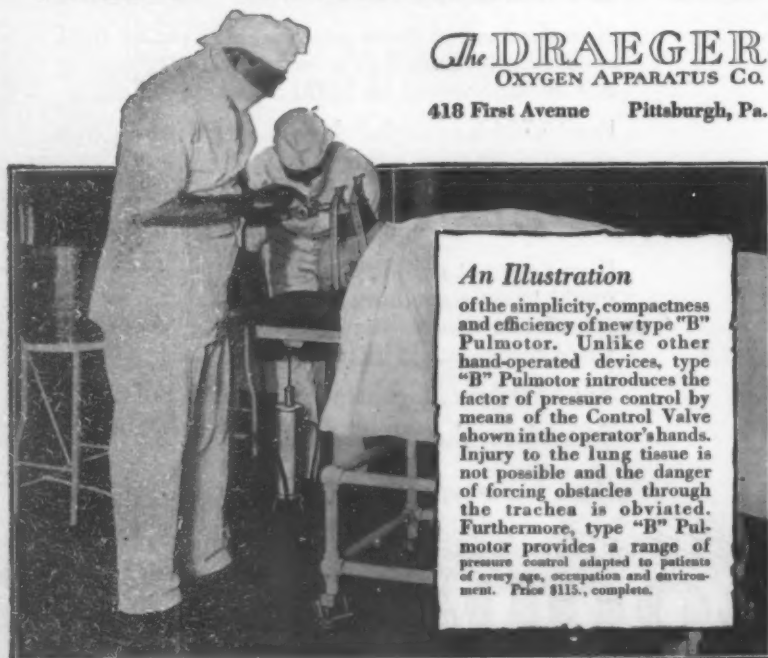 The DRAEGER
OXYGEN APPARATUS CO.
418 First Avenue Pittsburgh, Pa.
An Illustration
of the simplicity, compactness
and efficiency of new type "B"
Pulmotor. Unlike other
hand-operated devices, type
"B" Pulmotor introduces the
factor of pressure control by
means of the Control Valve
shown in the operator's hands.
Injury to the lung tissue is
not possible and the danger
of forcing obstacles through
the trachea is obviated.
Furthermore, type "B" Pul-
motor provides a range of
pressure control adapted to patients
of every age, occupation and environ-
ment. Price $115., complete.